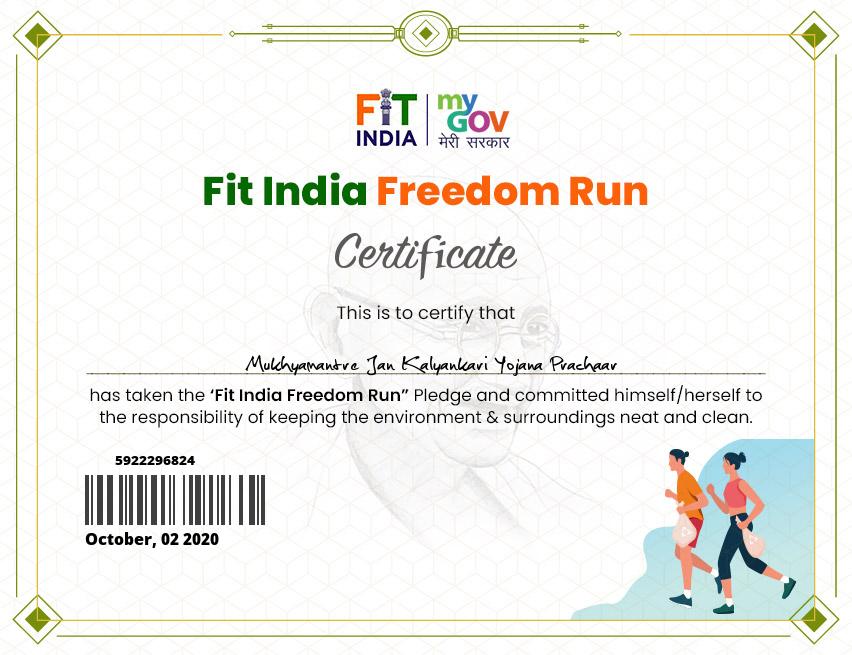 FiT INDIA
my GOV
मेरी सरकार
Fit India Freedom Run
Certificate
This is to certify that
Mukhyamantre Jan Kalyankari Yojana Prachaar
has taken the ‘Fit India Freedom Run” Pledge and committed himself/herself to
the responsibility of keeping the environment & surroundings neat and clean.
5922296824
October, 02 2020